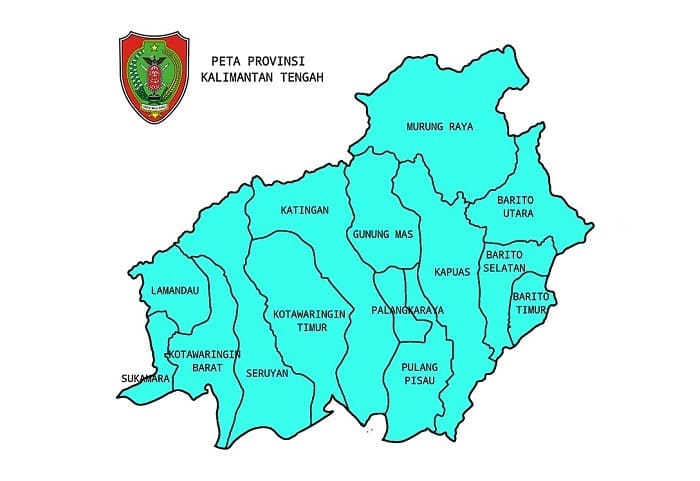 PETA PROVINSI
KALIMANTAN TENGAH
MURUNG RAYA
BARITO
UTARA
KATINGAN
GUNUNG MAS
BARITO
SELATAN
KAPUAS
LAMANDAU
BARITO
TIMUR
KOTAWARINGIN
TIMUR
PALANGKARAYA
KOTAWARINGIN
BARAT
SERUYAN
PULANG
PISAU
SUKAMARA